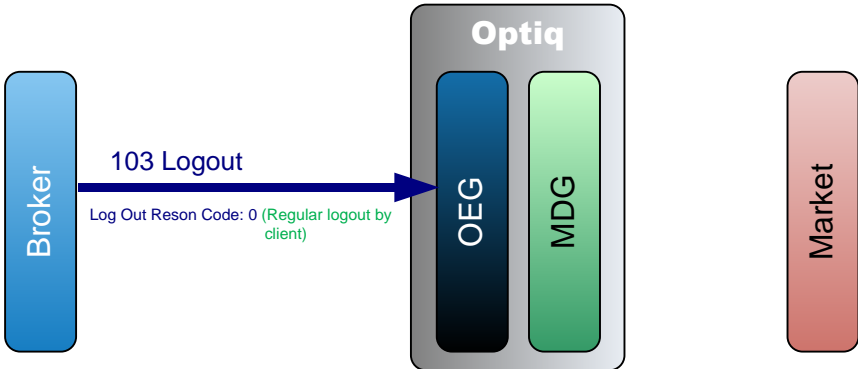 Optiq
Broker
103 Logout
Log Out Reson Code: 0 (Regular logout by
client)
OEG
MDG
Market